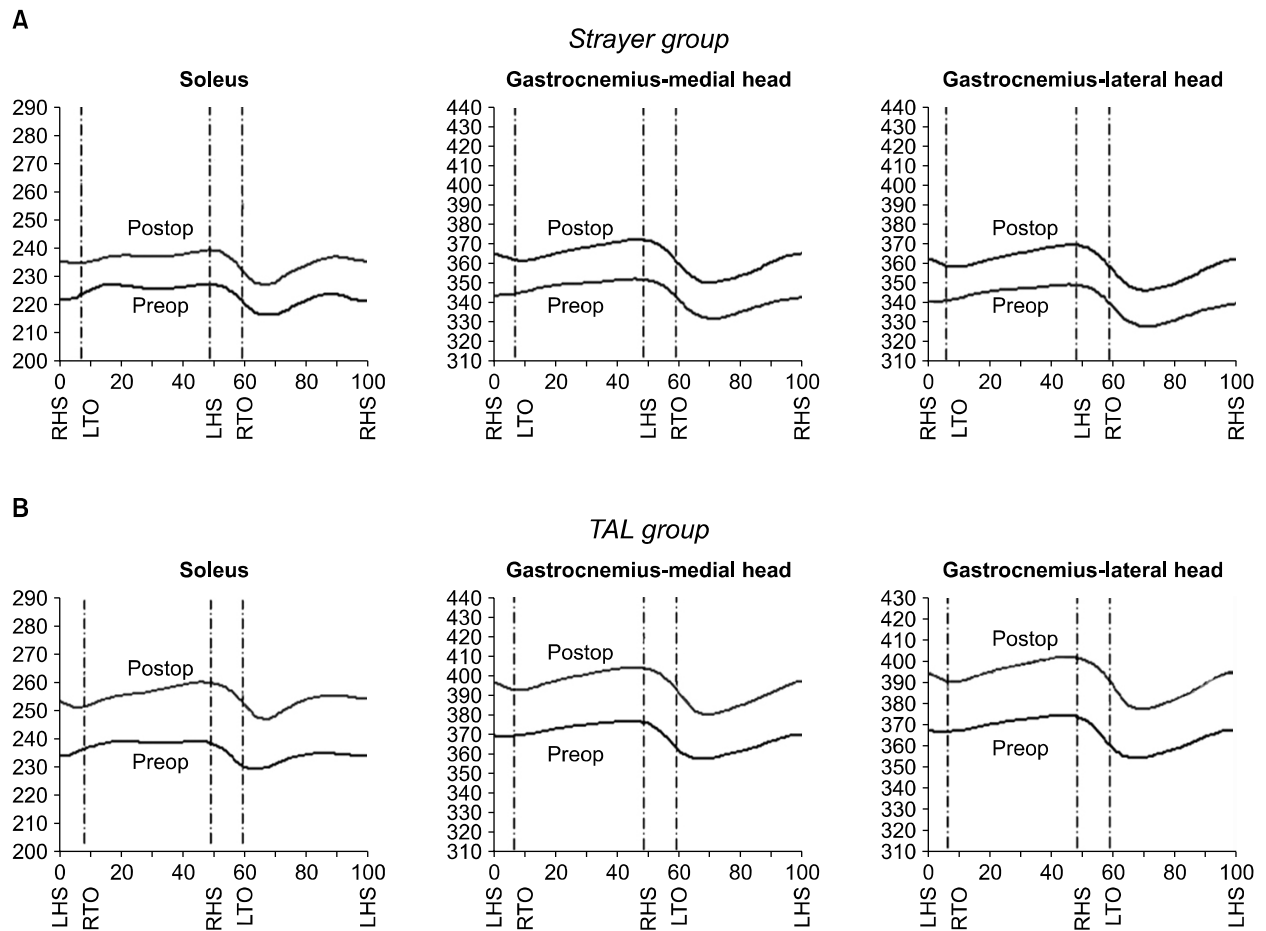 A
Strayer group
Soleus
Gastrocnemius-medial head
Gastrocnemius-lateral head
290
280
270
260
250
240
230
220
210
200
Postop
Preop
0 20 40 60 80 100
RHS LTO LHS RTO RHS
440
430
420
410
400
390
380
370
360
350
340
330
320
310
Postop
Preop
0 20 40 60 80 100
RHS LTO LHS RTO RHS
440
430
420
410
400
390
380
370
360
350
340
330
320
310
Postop
Preop
0 20 40 60 80 100
RHS LTO LHS RTO RHS
B
TAL group
Soleus
Gastrocnemius-medial head
Gastrocnemius-lateral head
290
280
270
260
250
240
230
220
210
200
Postop
Preop
0 20 40 60 80 100
LHS RTO RHS LTO LHS
440
430
420
410
400
390
380
370
360
350
340
330
320
310
Postop
Preop
0 20 40 60 80 100
LHS RTO RHS LTO LHS
430
420
410
400
390
380
370
360
350
340
330
320
310
Postop
Preop
0 20 40 60 80 100
LHS RTO RHS LTO LHS